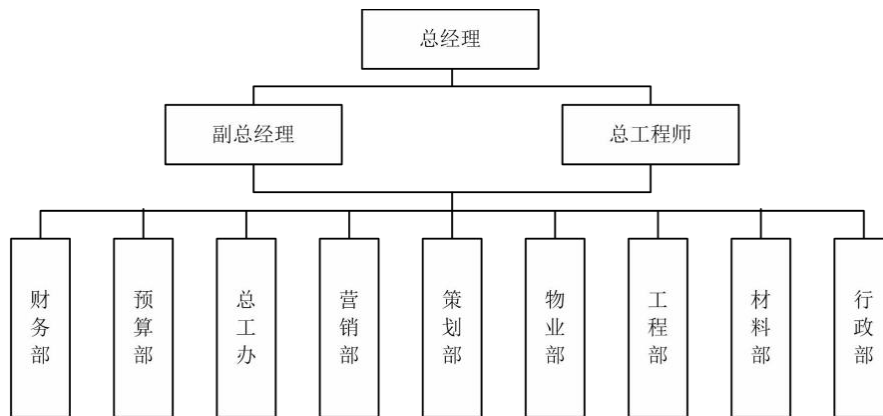 总经理
副总经理
总工程师
财务部
预算部
总工办
营销部
策划部
物业部
工程部
材料部
行政部